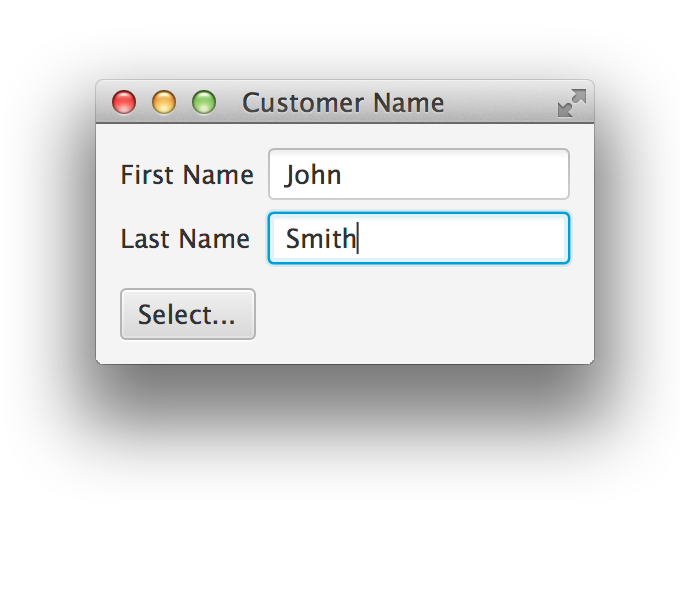 Customer Name
First Name John
Last Name Smith
Select...